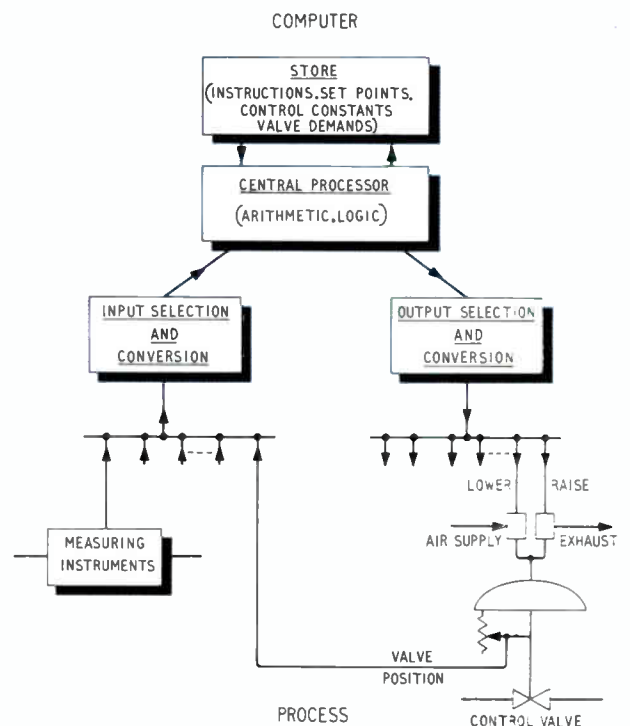 COMPUTER
STORE
(INSTRUCTIONS.SET POINTS.
CONTROL CONSTANTS
VALVE DEMANDS)
CENTRAL PROCESSOR
(ARITHMETIC.LOGIC)
INPUT SELECTION
AND
CONVERSION
OUTPUT SELECTION
AND
CONVERSION
LOWER
RAISE
AIR SUPPLY
EXHAUST
MEASURING
INSTRUMENTS
VALVE
POSITION
PROCESS
CONTROL VALVE